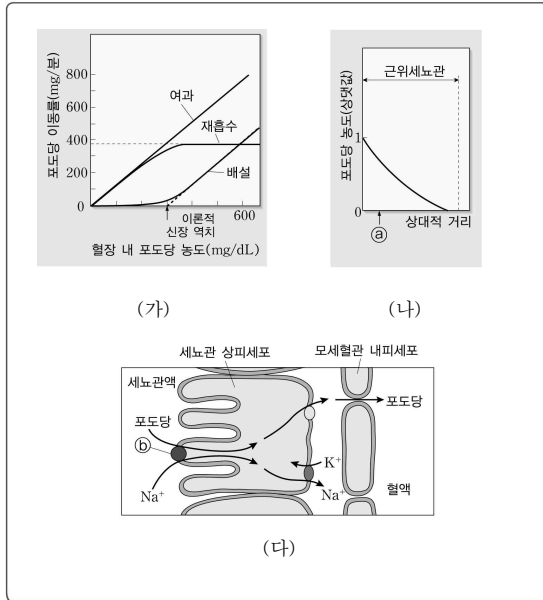 포도당 이동률(mg/분)
800
600
400
200
0
여과
재흡수
배설
이론적
신장 역치
600
혈장 내 포도당 농도(mg/dL)
(가)
포도당 농도(상댓값)
1
0
근위세뇨관
ⓐ
상대적 거리
(나)
세뇨관 상피세포
모세혈관 내피세포
세뇨관액
포도당
ⓑ
Na⁺
포도당
K⁺
Na⁺
혈액
(다)